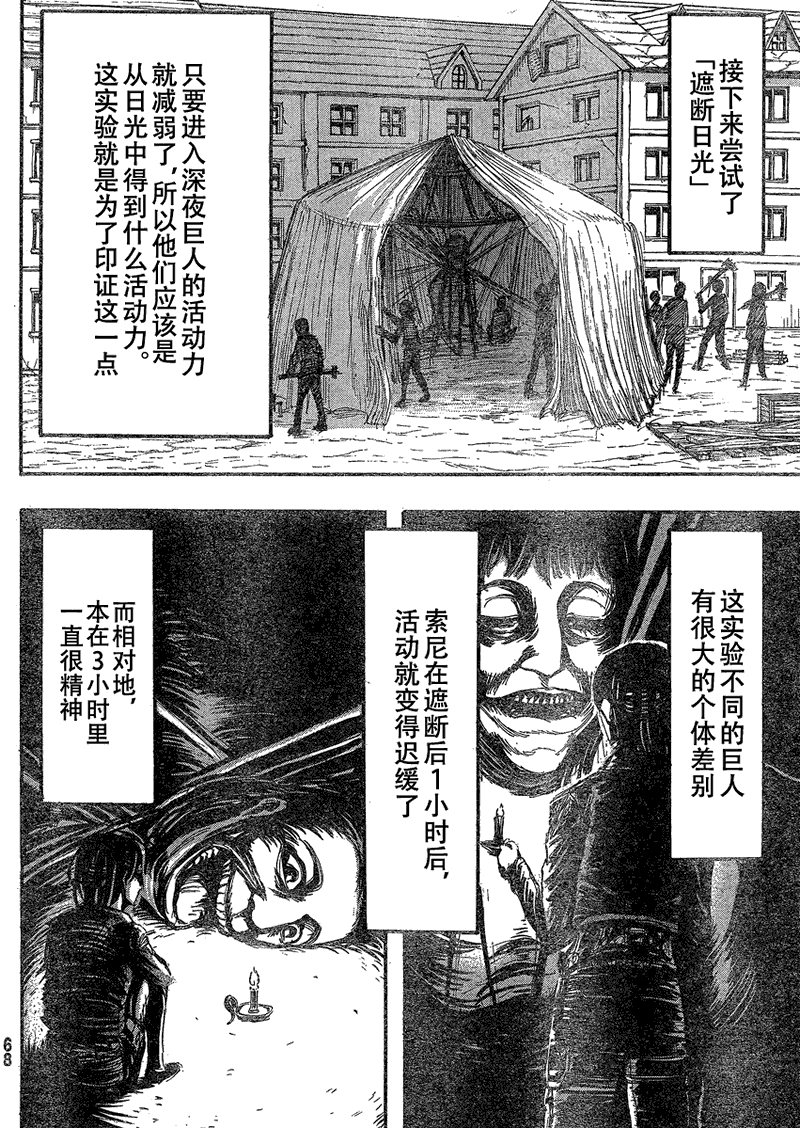 接下来尝试了
「遮断日光」
只要进入深夜巨人的活动力
就减弱了,所以他们应该是
从日光中得到什么活动力。
这实验就是为了印证这一点
这实验不同的巨人
有很大的个体差别
索尼在遮断后1小时后,
活动就变得迟缓了
而相对地,
本在3小时里
一直很精神
68